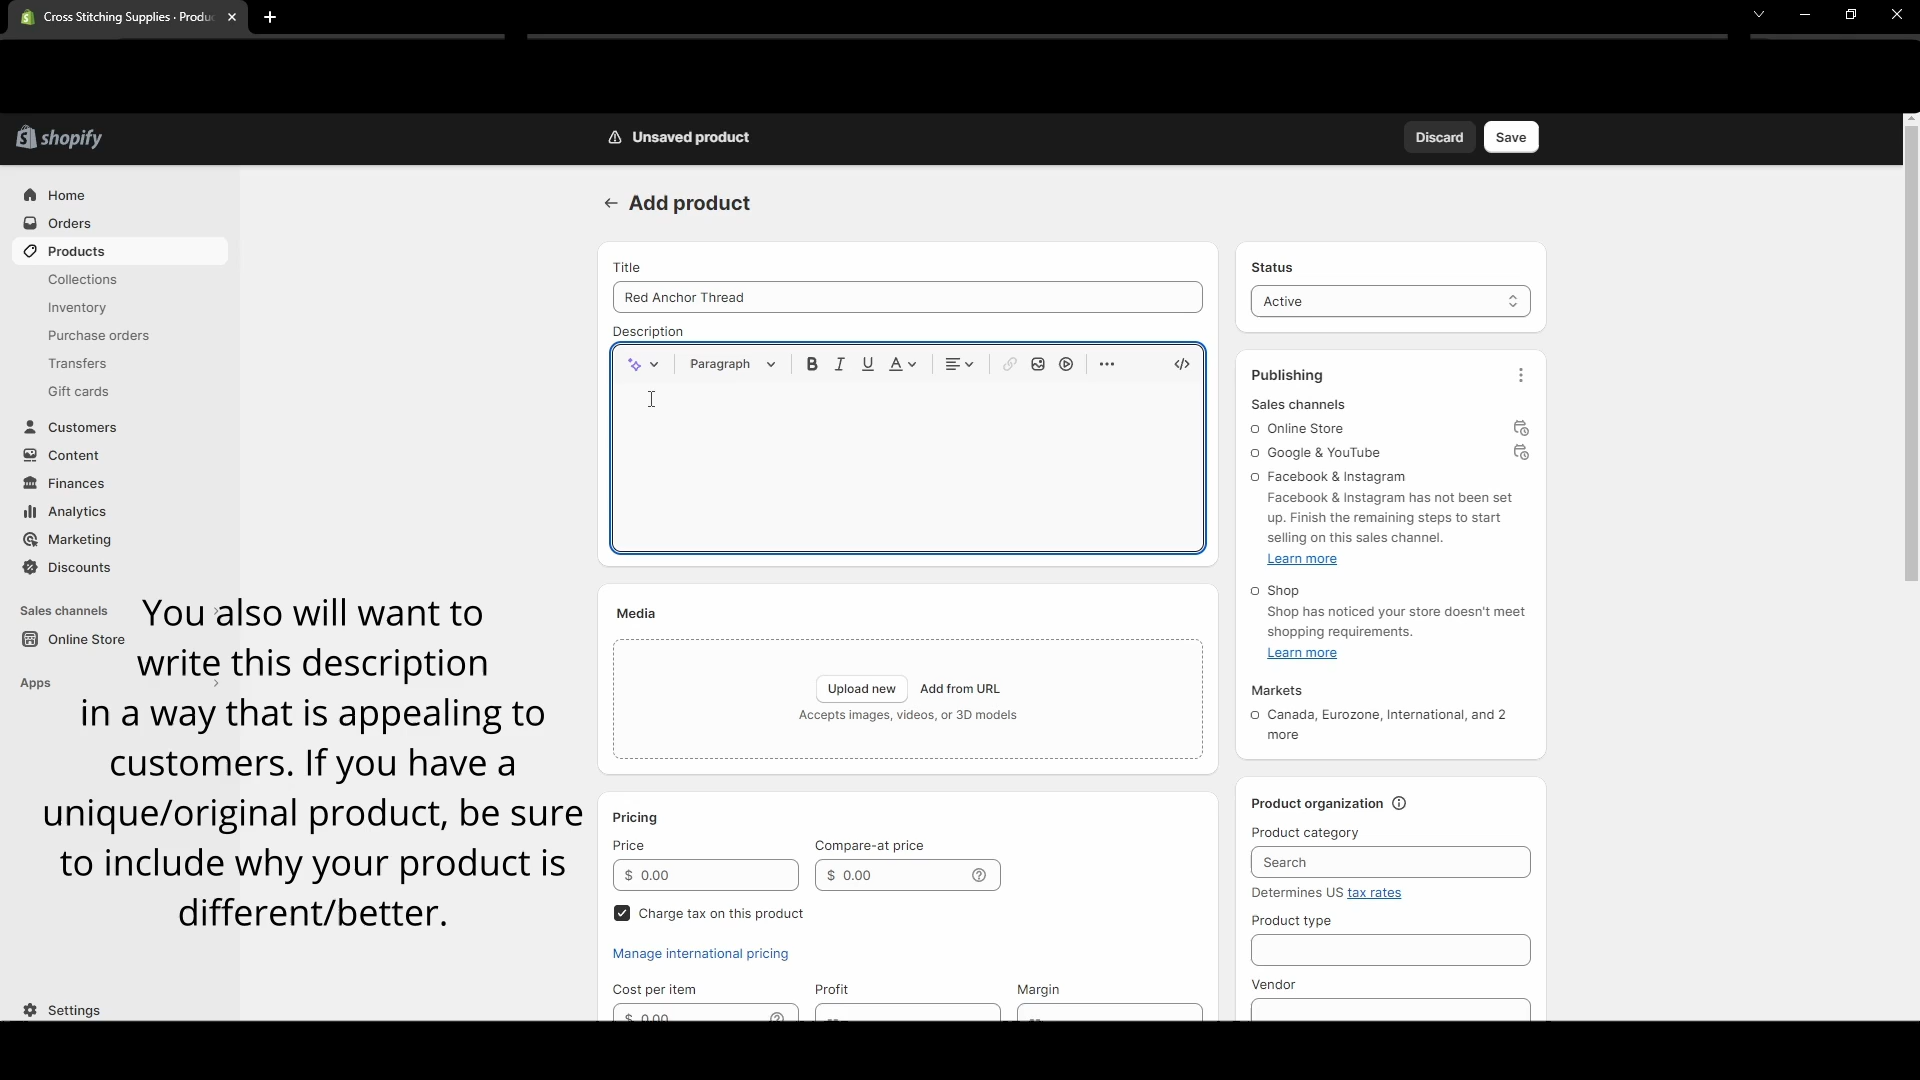 Cross Stitching Supplies · Produ
shopify
Unsaved product
Discard
Save
Home
Orders
Products
Collections
Inventory
Purchase orders
Transfers
Gift cards
Customers
Content
Finances
Analytics
Marketing
Discounts
Sales channels
Online Store
Apps
Settings
You also will want to
write this description
in a way that is appealing to
customers. If you have a
unique/original product, be sure
to include why your product is
different/better.
Add product
Title
Red Anchor Thread
Description
Paragraph
B I U A
Media
Upload new
Add from URL
Accepts images, videos, or 3D models
Pricing
Price
Compare-at price
$ 0.00
$ 0.00
Charge tax on this product
Manage international pricing
Cost per item
Profit
Margin
$ 0.00
--
--
Status
Active
Publishing
Sales channels
Online Store
Google & YouTube
Facebook & Instagram
Facebook & Instagram has not been set
up. Finish the remaining steps to start
selling on this sales channel.
Learn more
Shop
Shop has noticed your store doesn't meet
shopping requirements.
Learn more
Markets
Canada, Eurozone, International, and 2
more
Product organization
Product category
Search
Determines US tax rates
Product type
Vendor